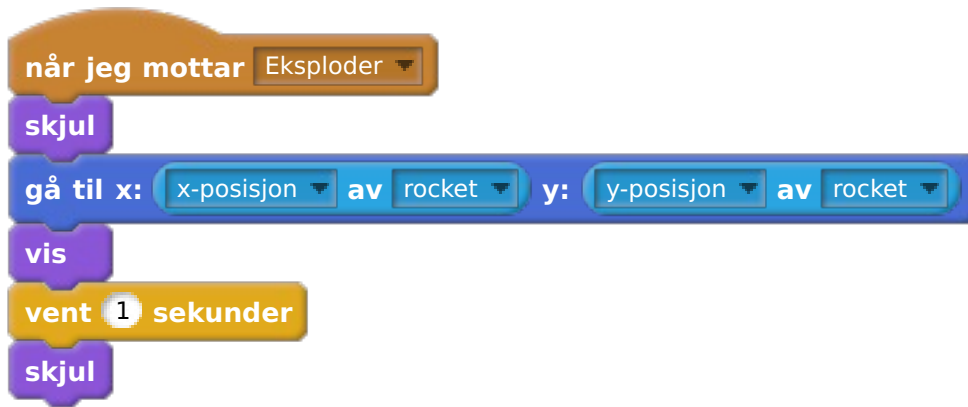 når jeg mottar Eksploder
skjul
gå til x: x-posisjon av rocket y: y-posisjon av rocket
vis
vent 1 sekunder
skjul